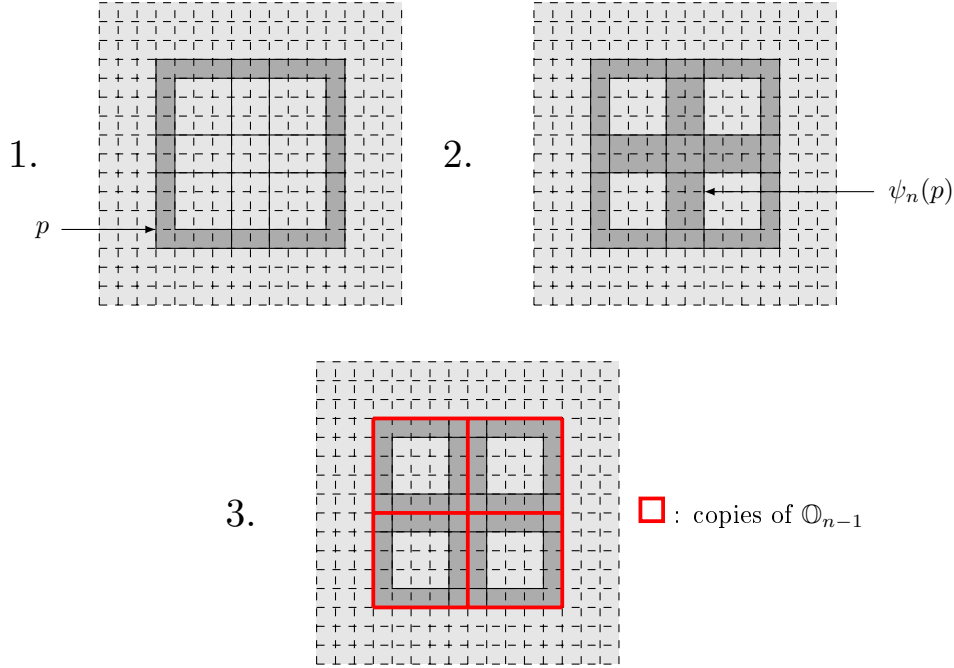 1.
2.
p
ψₙ(p)
3.
: copies of 𝕆ₙ₋₁